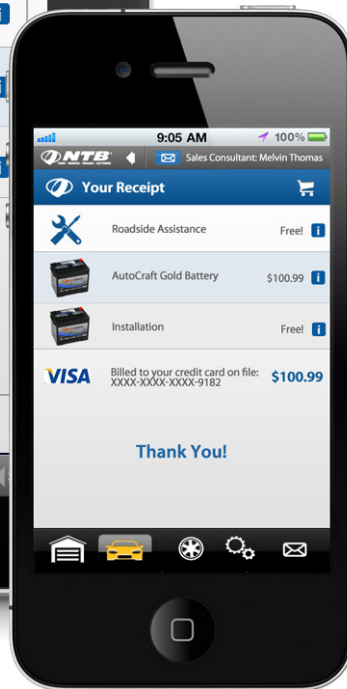 9:05 AM
100%
NTB
Sales Consultant: Melvin Thomas
Your Receipt
Roadside Assistance
Free! i
AutoCraft Gold Battery
$100.99 i
Installation
Free! i
VISA
Billed to your credit card on file:
XXXX-XXXX-XXXX-9182
$100.99
Thank You!